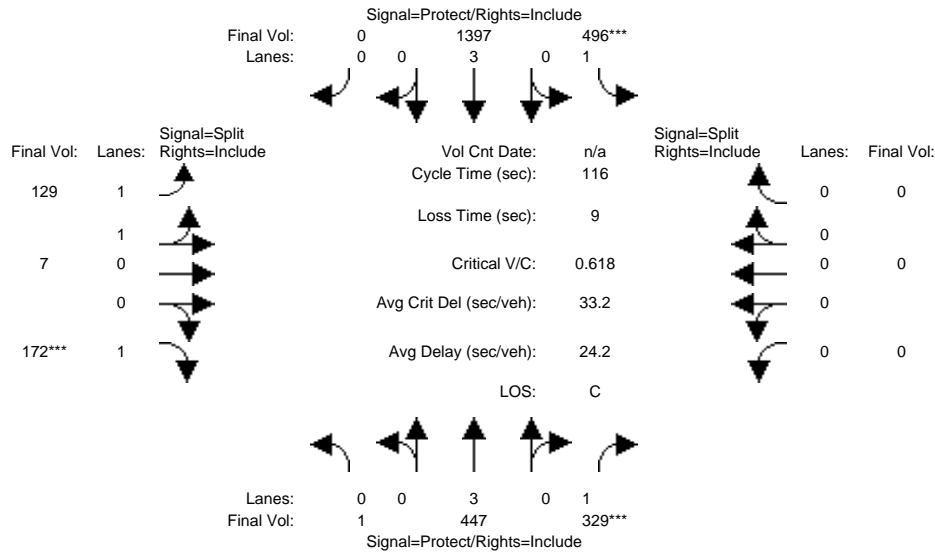 Signal=Protect/Rights=Include
Final Vol: 0 1397 496***
Lanes: 0 0 3 0 1
Signal=Split
Final Vol: Lanes: Rights=Include
Vol Cnt Date: n/a
Signal=Split
Rights=Include Lanes: Final Vol:
Cycle Time (sec): 116
129 1
0 0
Loss Time (sec): 9
1
0
7 0
Critical V/C: 0.618
0 0
0
Avg Crit Del (sec/veh): 33.2
0
172*** 1
Avg Delay (sec/veh): 24.2
0 0
LOS: C
Lanes: 0 0 3 0 1
Final Vol: 1 447 329***
Signal=Protect/Rights=Include